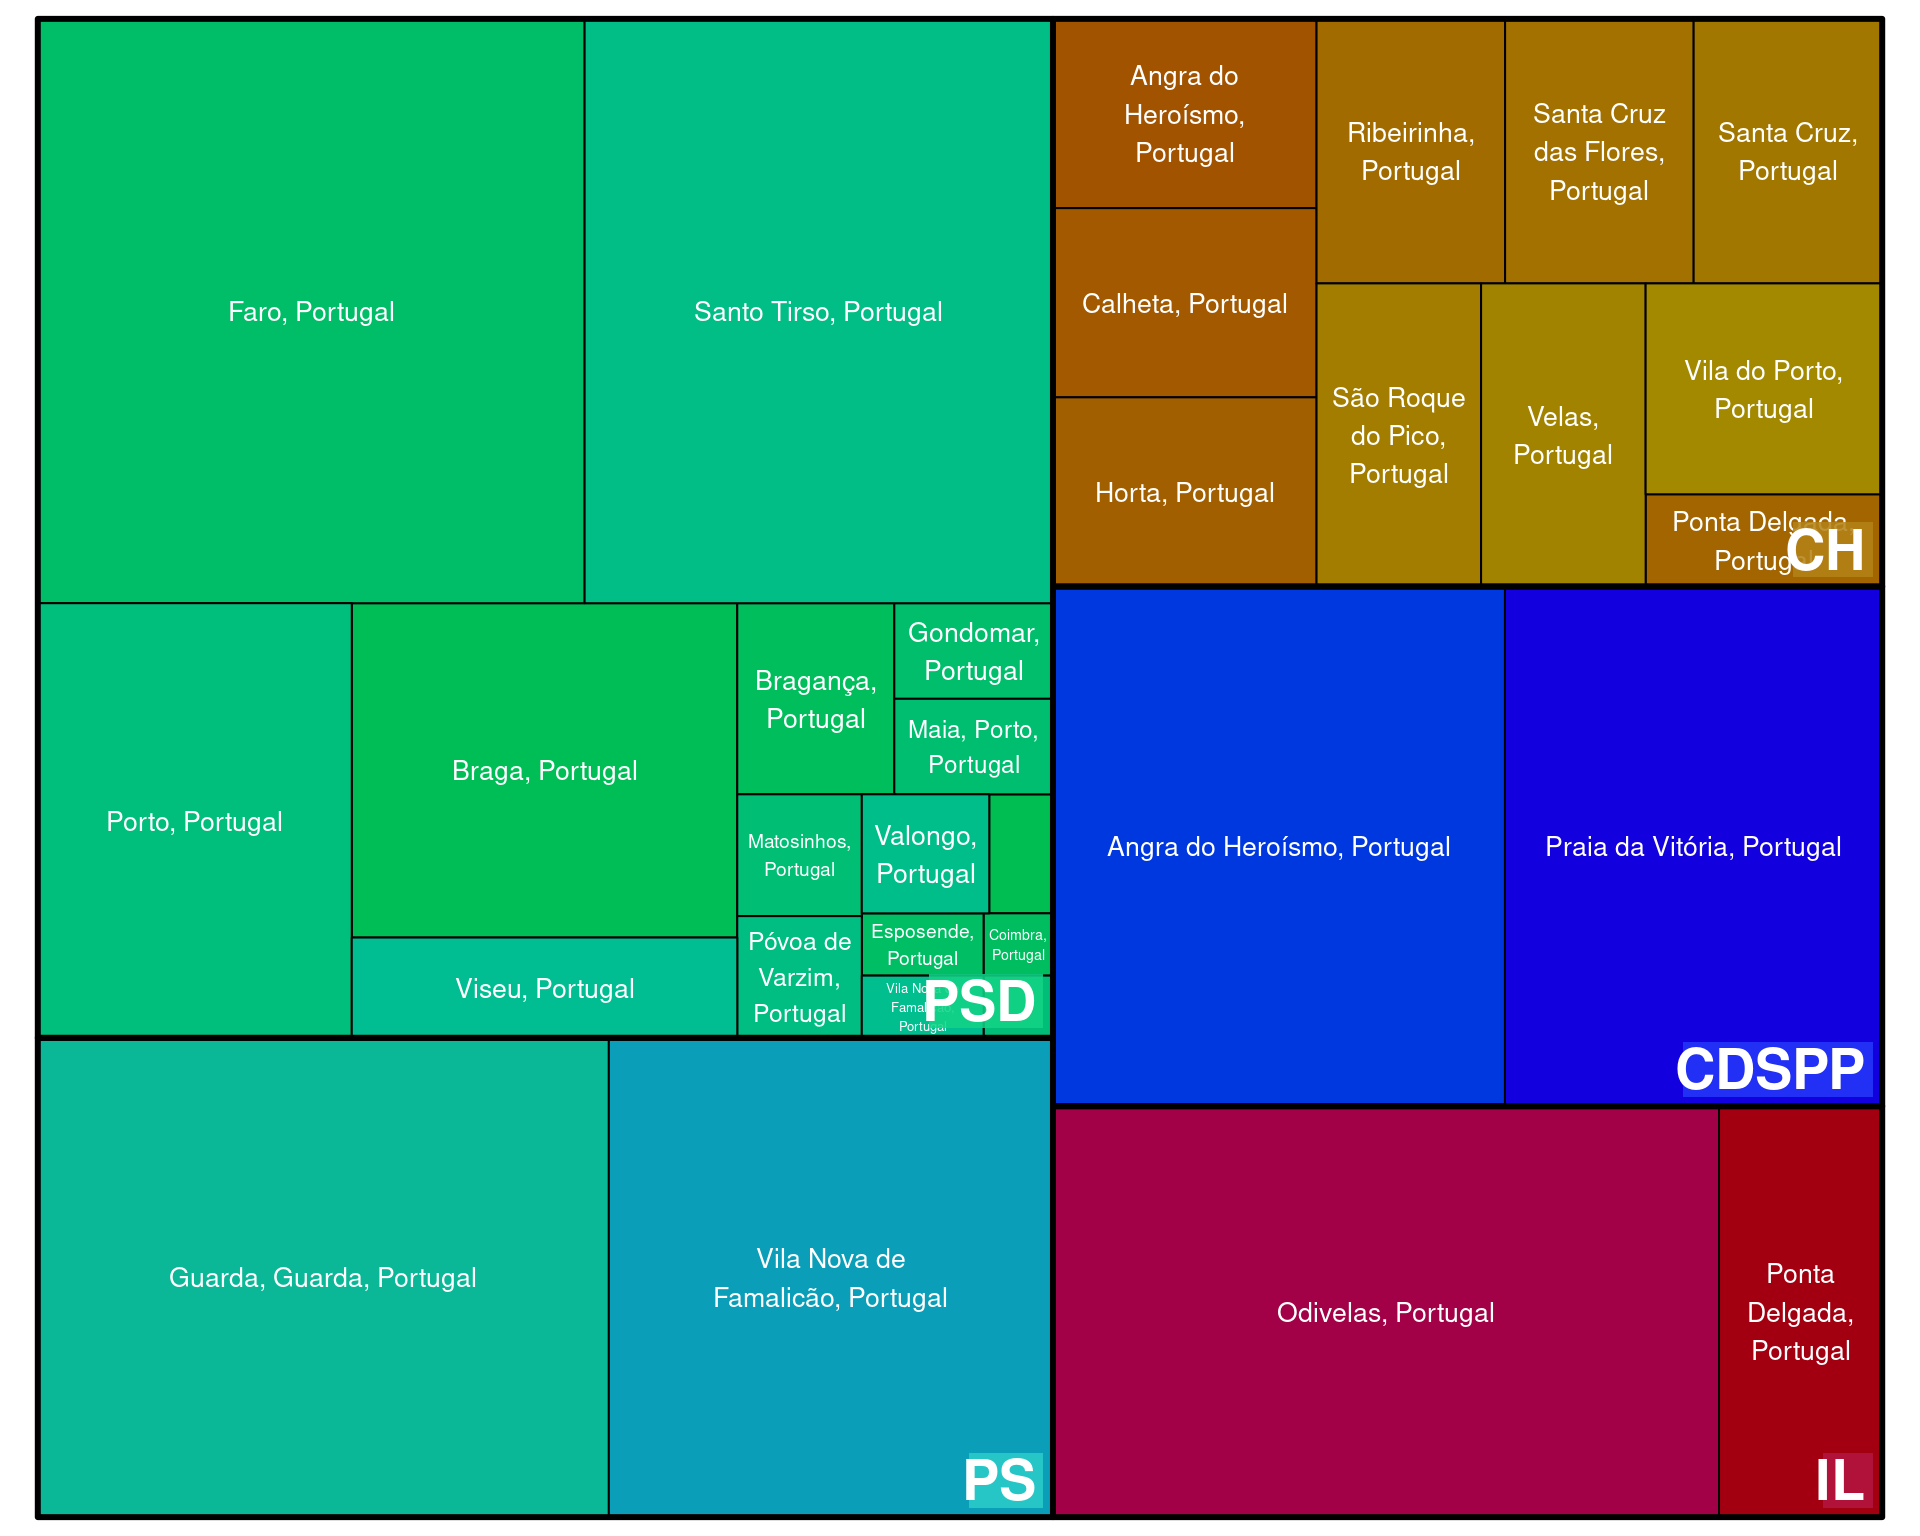 Faro, Portugal
Santo Tirso, Portugal
Porto, Portugal
Braga, Portugal
Viseu, Portugal
Bragança,
Portugal
Gondomar,
Portugal
Maia, Porto,
Portugal
Matosinhos,
Portugal
Valongo,
Portugal
Póvoa de
Varzim,
Portugal
Esposende,
Portugal
Coimbra,
Portugal
Vila
Portugal
PSD
Guarda, Guarda, Portugal
Vila Nova de
Famalicão, Portugal
PS
Angra do
Heroísmo,
Portugal
Calheta, Portugal
Horta, Portugal
Ribeirinha,
Portugal
Santa Cruz
das Flores,
Portugal
Santa Cruz,
Portugal
São Roque
do Pico,
Portugal
Velas,
Portugal
Vila do Porto,
Portugal
Ponta Delgada,
Portugal
CH
Angra do Heroísmo, Portugal
Praia da Vitória, Portugal
CDSPP
Odivelas, Portugal
Ponta
Delgada,
Portugal
IL